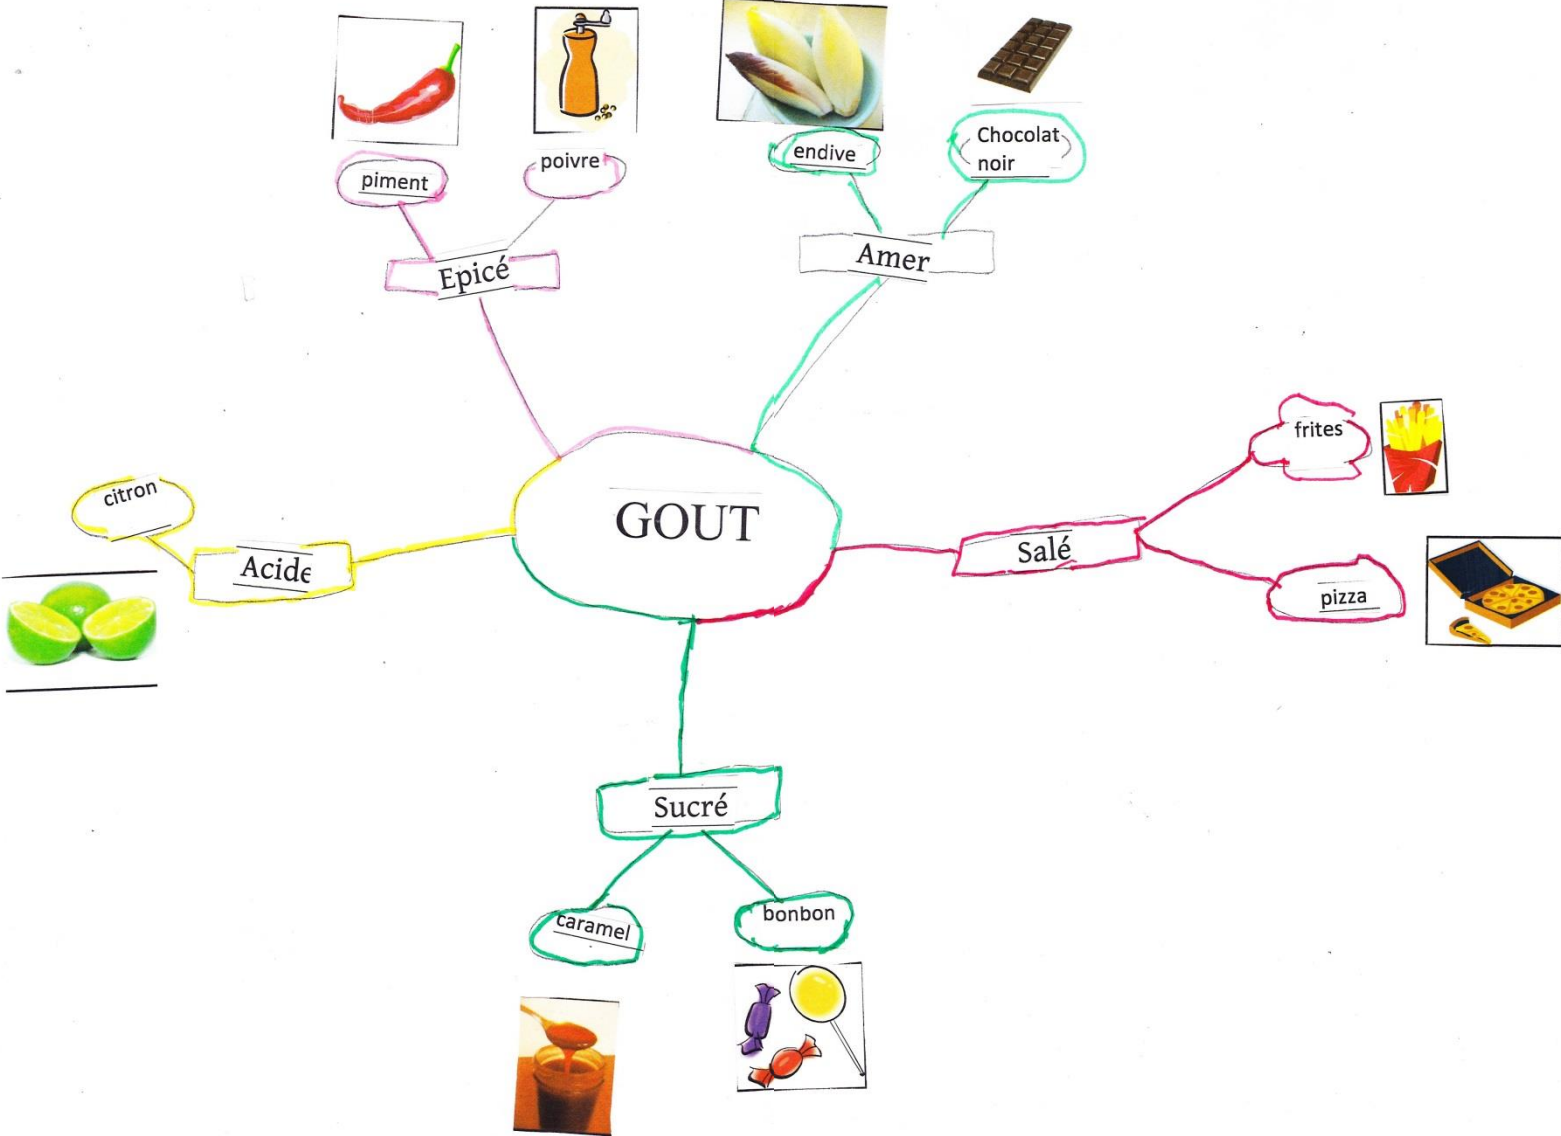 piment
poivre
endive
Chocolat
noir
Epicé
Amer
frites
citron
GOUT
Acide
Salé
pizza
Sucré
caramel
bonbon